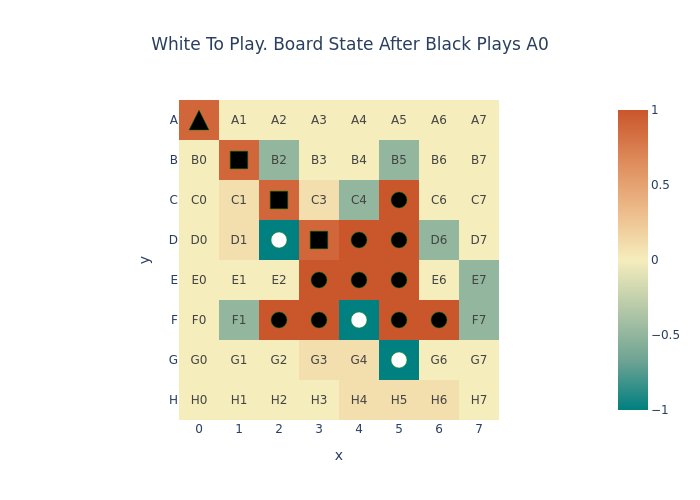 White To Play. Board State After Black Plays A0
A A1 A2 A3 A4 A5 A6 A7
B B0 B2 B3 B4 B5 B6 B7
C C0 C1 C3 C4 C6 C7
D D0 D1 D6 D7
E E0 E1 E2 E6 E7
F F0 F1 F7
G G0 G1 G2 G3 G4 G6 G7
H H0 H1 H2 H3 H4 H5 H6 H7
0 1 2 3 4 5 6 7
x
y
1
0.5
0
−0.5
−1